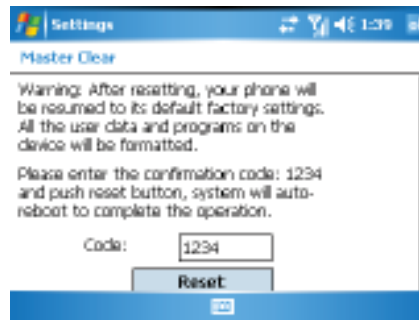 Settings 1:39
Master Clear
Warning: After resetting, your phone will
be resumed to its default factory settings.
All the user data and programs on the
device will be formatted.
Please enter the confirmation code: 1234
and push reset button, system will auto-
reboot to complete the operation.
Code: 1234
Reset